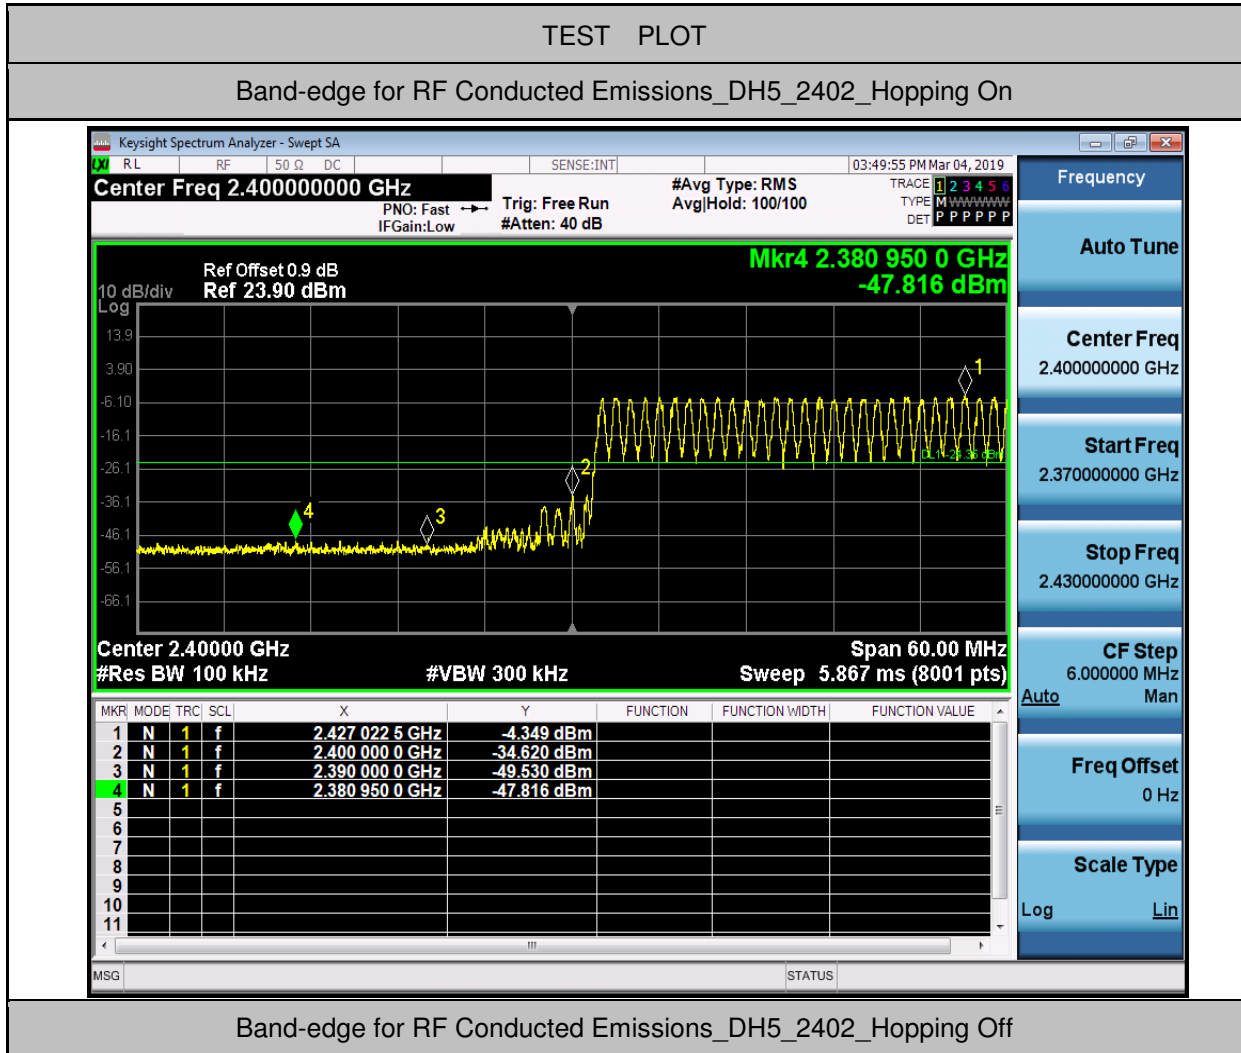 TEST PLOT
Band-edge for RF Conducted Emissions_DH5_2402_Hopping On
Keysight Spectrum Analyzer - Swept SA
LXI RL RF 50 Ω DC SENSE:INT 03:49:55 PM Mar 04, 2019
Center Freq 2.400000000 GHz
PNO: Fast
IFGain:Low
Trig: Free Run
#Atten: 40 dB
#Avg Type: RMS
Avg|Hold: 100/100
TRACE 1 2 3 4 5 6
TYPE M WWWWW
DET P P P P P P
Frequency
Auto Tune
Center Freq
2.400000000 GHz
Start Freq
2.370000000 GHz
Stop Freq
2.430000000 GHz
CF Step
6.000000 MHz
Auto Man
Freq Offset
0 Hz
Scale Type
Log Lin
Mkr4 2.380 950 0 GHz
-47.816 dBm
Ref Offset 0.9 dB
10 dB/div Ref 23.90 dBm
Log
13.9
3.90
-6.10
-16.1
-26.1
-36.1
-46.1
-56.1
-66.1
1
2
3
4
DL1 -24.35 dBm
Center 2.40000 GHz Span 60.00 MHz
#Res BW 100 kHz #VBW 300 kHz Sweep 5.867 ms (8001 pts)
MKR MODE TRC SCL X Y FUNCTION FUNCTION WIDTH FUNCTION VALUE
1 N 1 f 2.427 022 5 GHz -4.349 dBm
2 N 1 f 2.400 000 0 GHz -34.620 dBm
3 N 1 f 2.390 000 0 GHz -49.530 dBm
4 N 1 f 2.380 950 0 GHz -47.816 dBm
5
6
7
8
9
10
11
MSG STATUS
Band-edge for RF Conducted Emissions_DH5_2402_Hopping Off